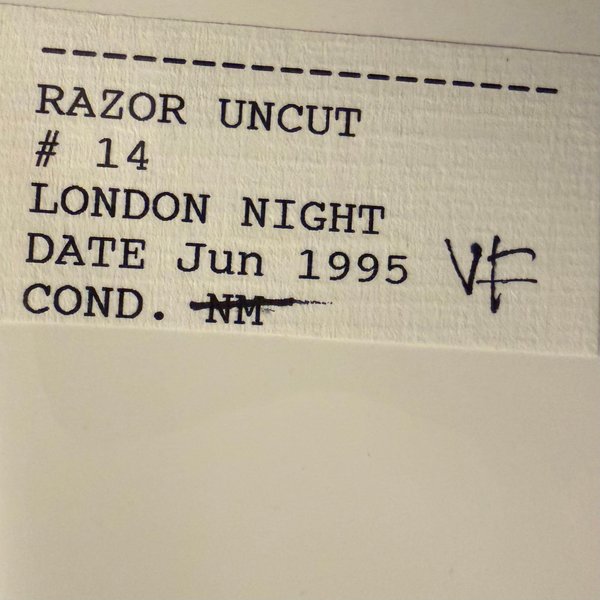 --------------------
RAZOR UNCUT
# 14
LONDON NIGHT
DATE Jun 1995 VF
COND. NM